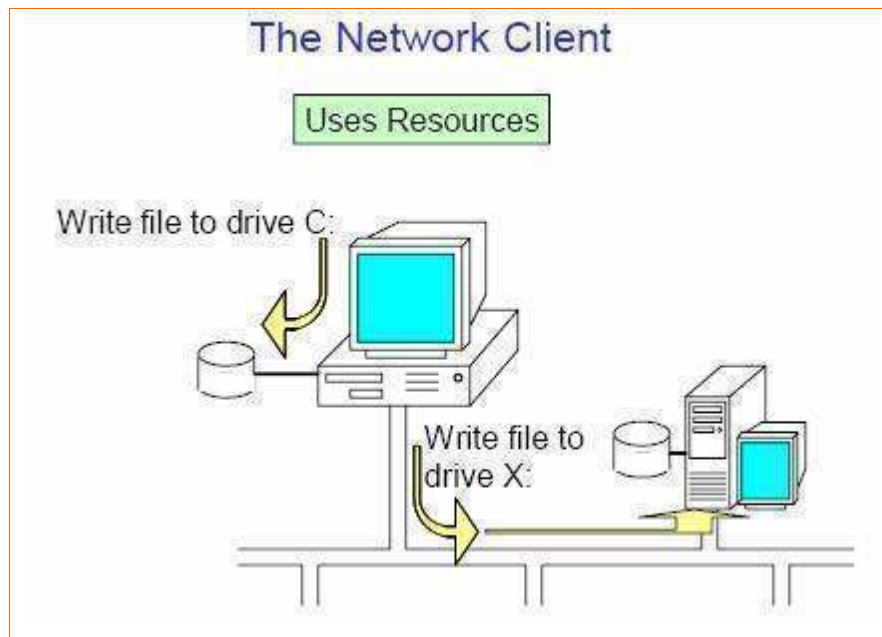 The Network Client
Uses Resources
Write file to drive C:
Write file to
drive X: